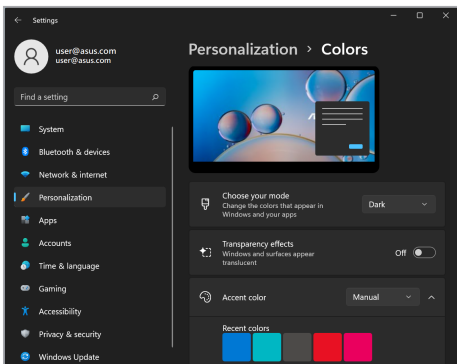 Settings
user@asus.com
user@asus.com
Find a setting
System
Bluetooth & devices
Network & internet
Personalization
Apps
Accounts
Time & language
Gaming
Accessibility
Privacy & security
Windows Update
Personalization > Colors
Choose your mode
Change the colors that appear in
Windows and your apps
Dark
Transparency effects
Windows and surfaces appear
translucent
Off
Accent color
Manual
Recent colors